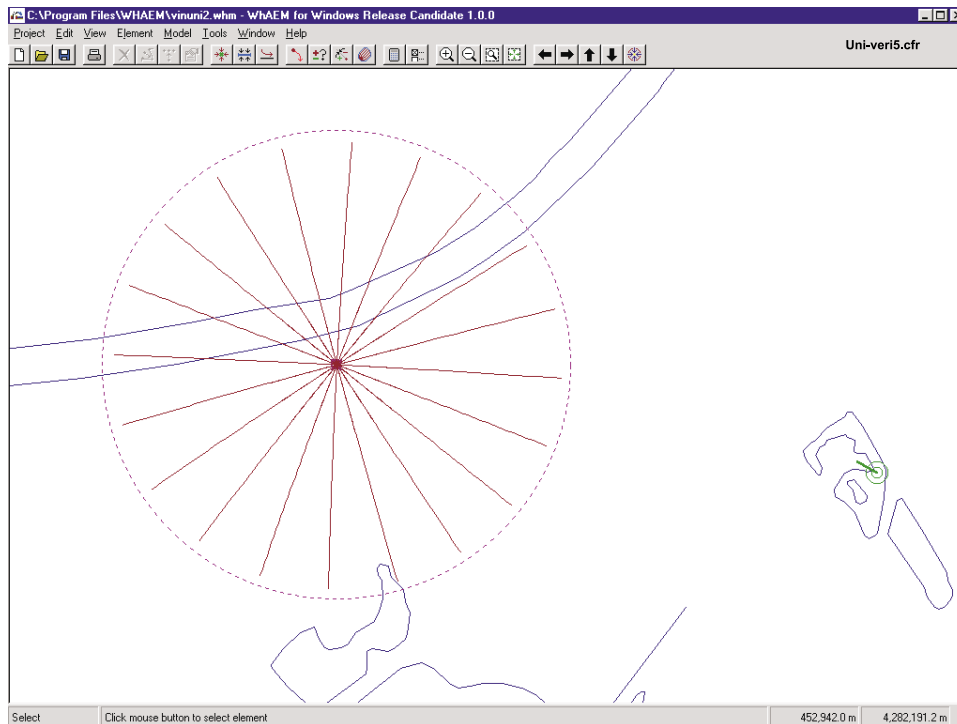 C:\Program Files\WHAEM\vinuni2.whm - WhAEM for Windows Release Candidate 1.0.0
Project Edit View Element Model Tools Window Help
Uni-veri5.cfr
Select Click mouse button to select element 452,942.0 m 4,282,191.2 m